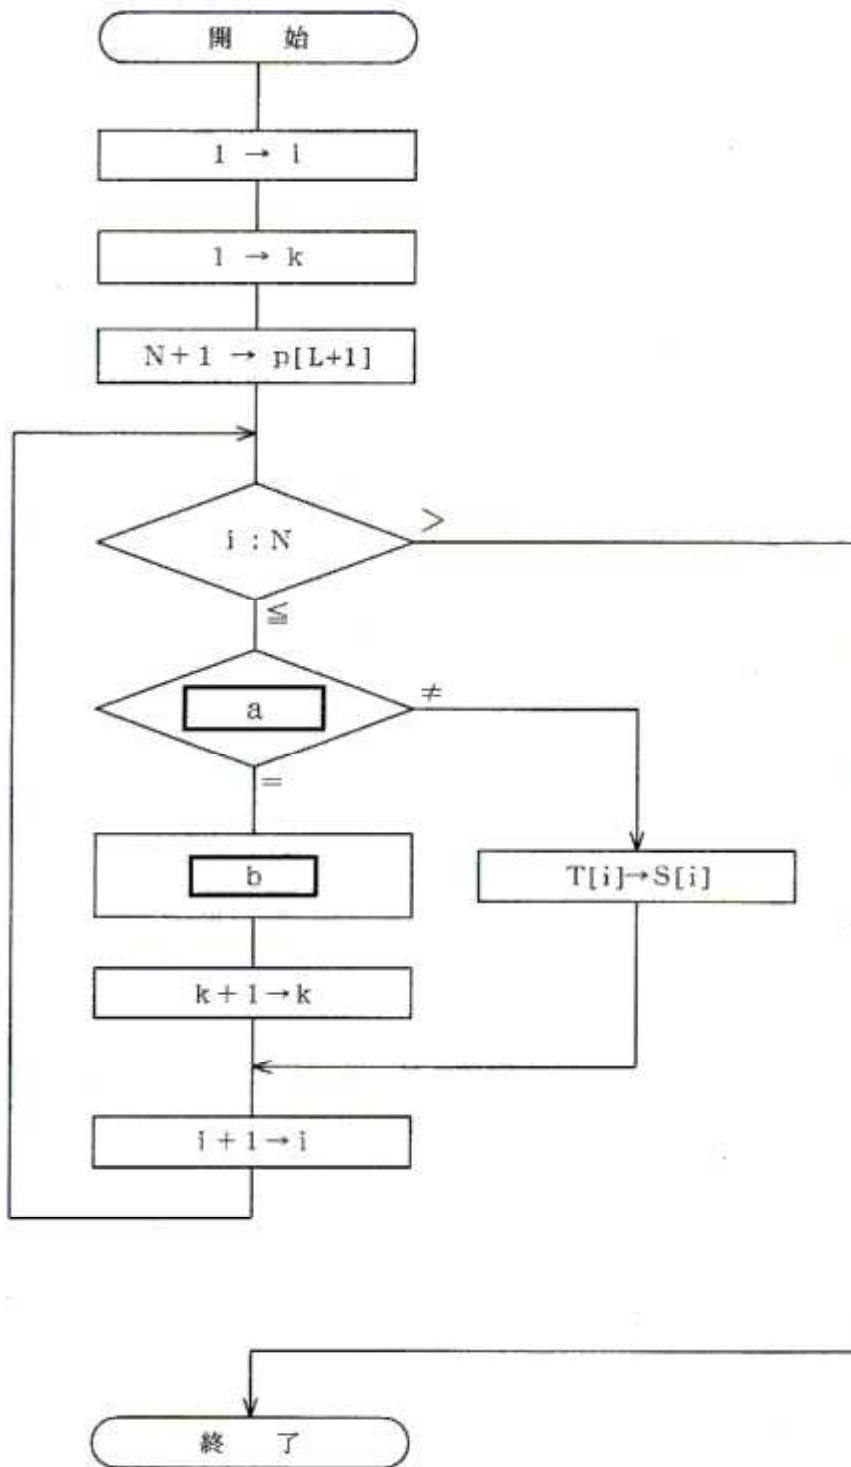 開 始
1 → i
1 → k
N+1 → p[L+1]
i : N
>
≦
a
≠
=
b
T[i]→S[i]
k+1→k
i+1→i
終 了